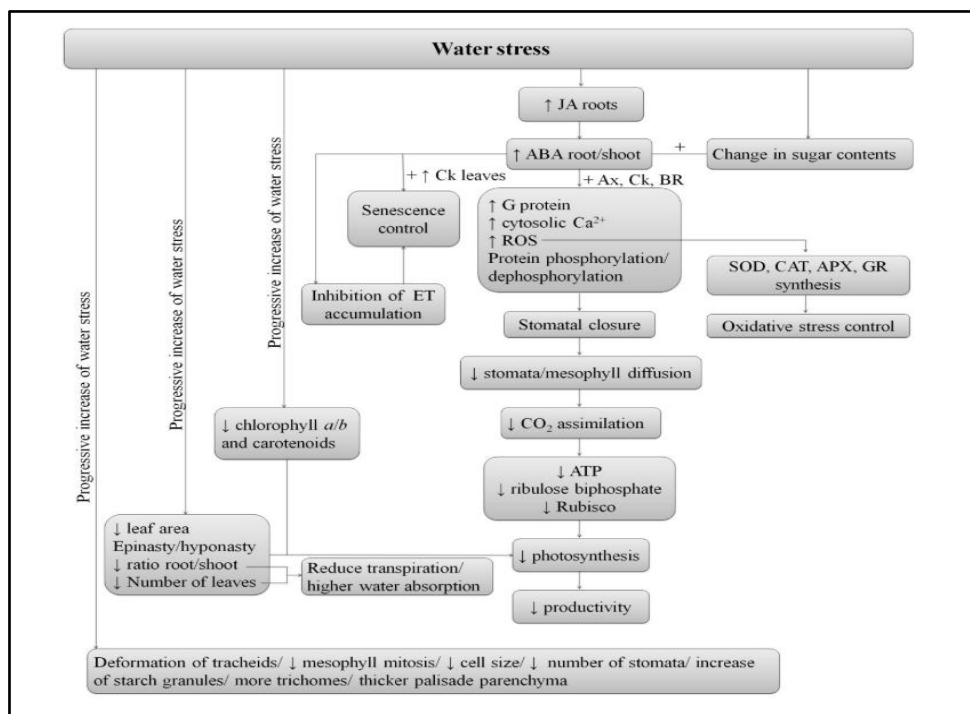 Water stress
Progressive increase of water stress
Progressive increase of water stress
Progressive increase of water stress
↑ JA roots
↑ ABA root/shoot
+
Change in sugar contents
+ ↑ Ck leaves
+ Ax, Ck, BR
Senescence
control
↑ G protein
↑ cytosolic Ca²⁺
↑ ROS
Protein phosphorylation/
dephosphorylation
SOD, CAT, APX, GR
synthesis
Inhibition of ET
accumulation
Stomatal closure
Oxidative stress control
↓ stomata/mesophyll diffusion
↓ chlorophyll a/b
and carotenoids
↓ CO₂ assimilation
↓ ATP
↓ ribulose biphosphate
↓ Rubisco
↓ leaf area
Epinasty/hyponasty
↓ ratio root/shoot
↓ Number of leaves
Reduce transpiration/
higher water absorption
↓ photosynthesis
↓ productivity
Deformation of tracheids/ ↓ mesophyll mitosis/ ↓ cell size/ ↓ number of stomata/ increase
of starch granules/ more trichomes/ thicker palisade parenchyma